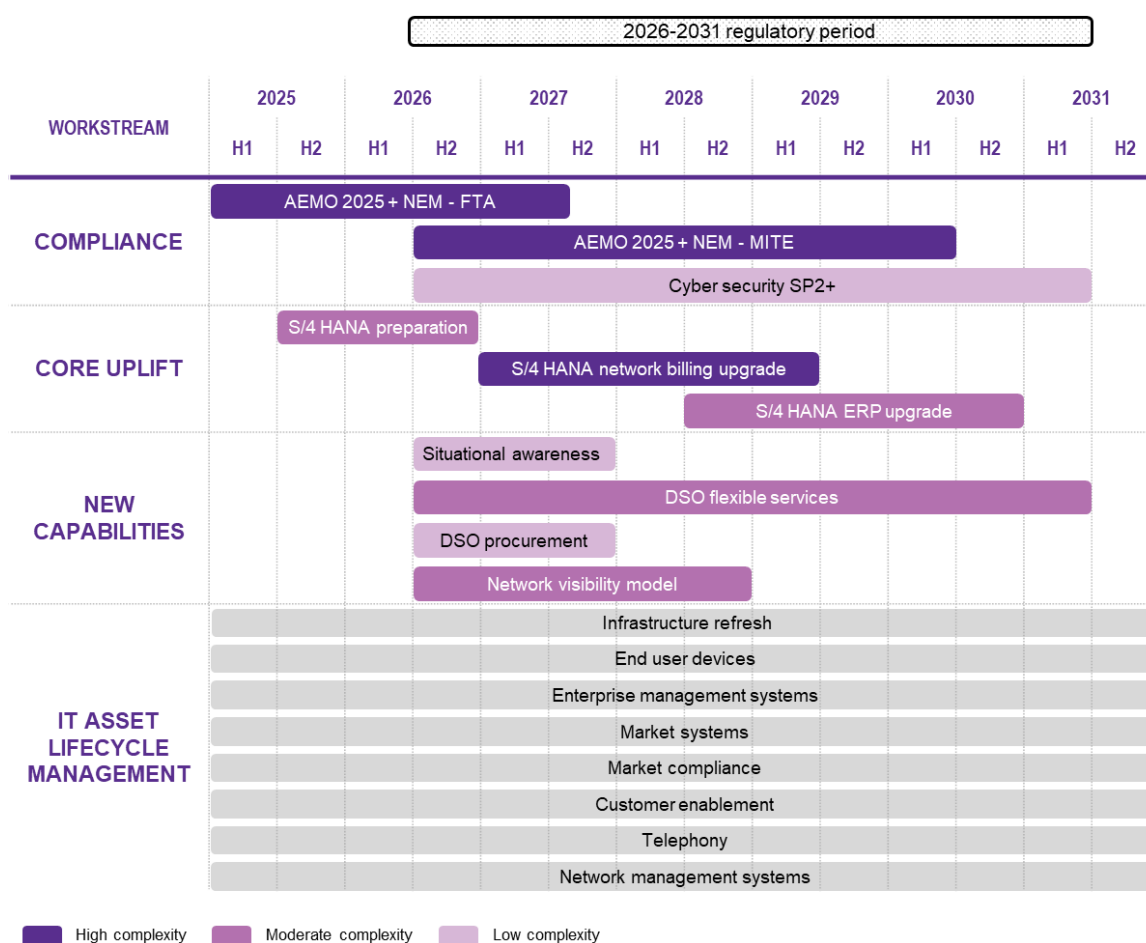 2026-2031 regulatory period
WORKSTREAM
2025 2026 2027 2028 2029 2030 2031
H1 H2 H1 H2 H1 H2 H1 H2 H1 H2 H1 H2 H1 H2
COMPLIANCE
AEMO 2025 + NEM - FTA
AEMO 2025 + NEM - MITE
Cyber security SP2+
CORE UPLIFT
S/4 HANA preparation
S/4 HANA network billing upgrade
S/4 HANA ERP upgrade
NEW
CAPABILITIES
Situational awareness
DSO flexible services
DSO procurement
Network visibility model
IT ASSET
LIFECYCLE
MANAGEMENT
Infrastructure refresh
End user devices
Enterprise management systems
Market systems
Market compliance
Customer enablement
Telephony
Network management systems
High complexity Moderate complexity Low complexity